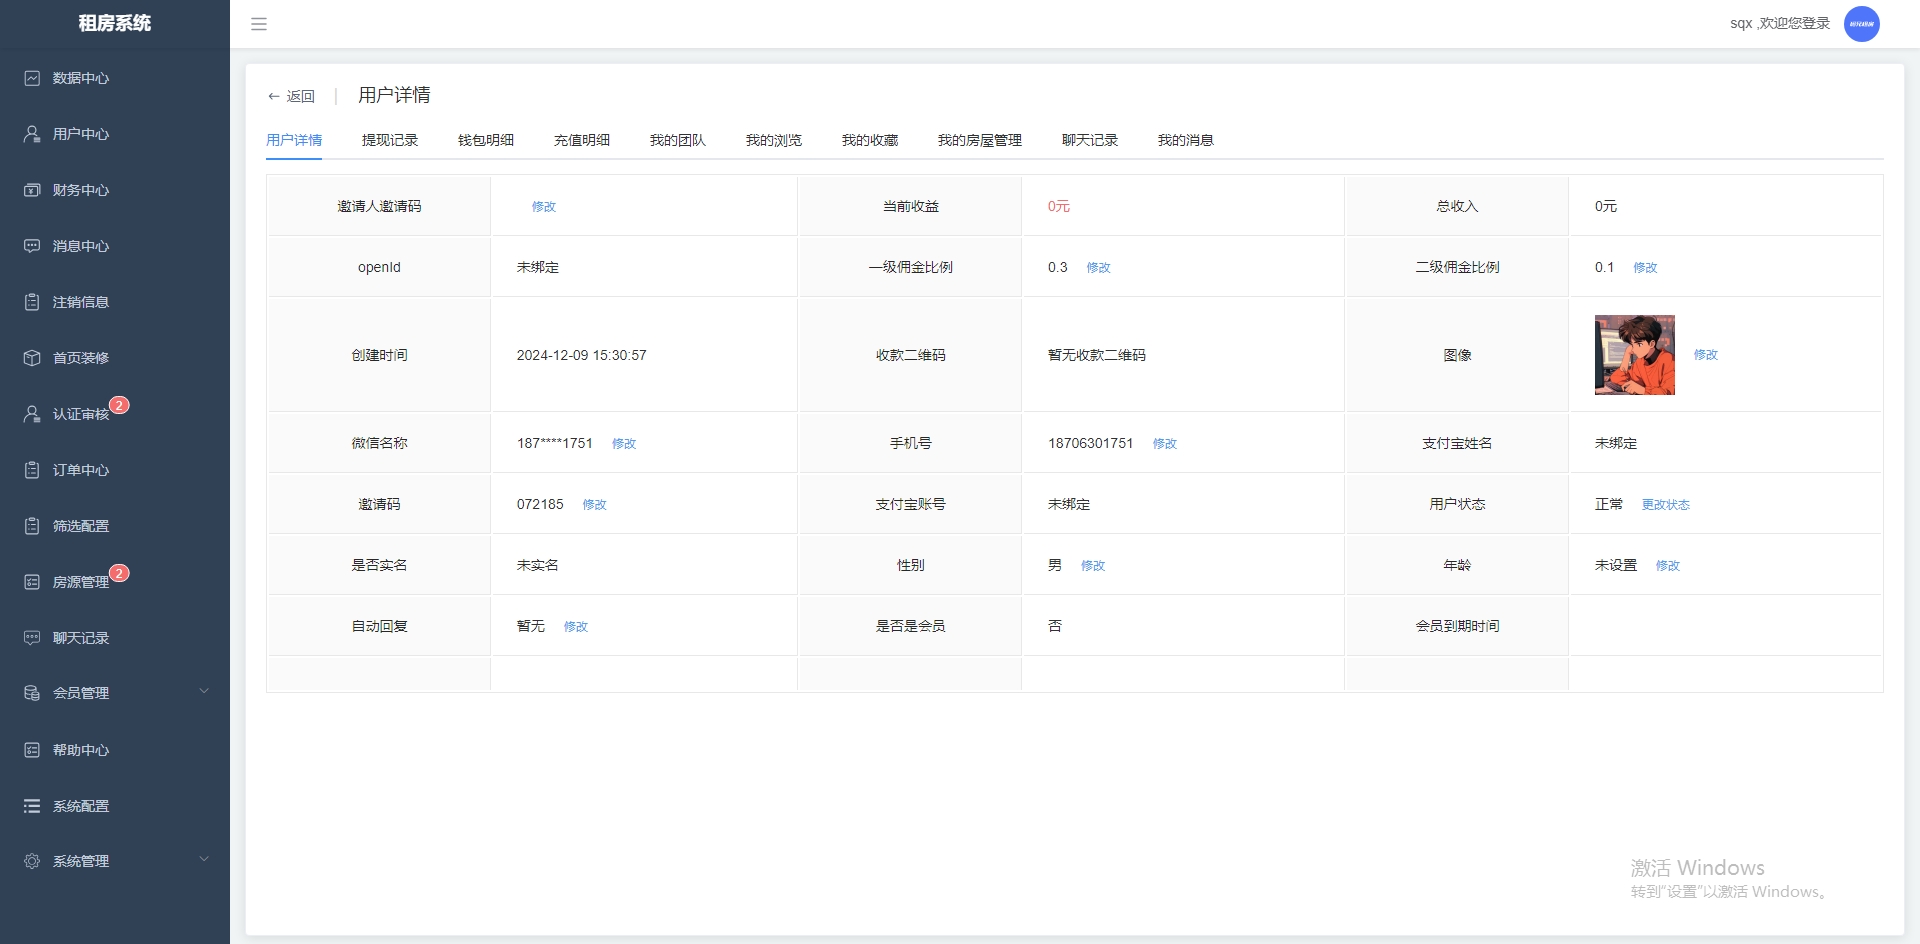 租房系统
sqx ,欢迎您登录
数据中心
用户中心
财务中心
消息中心
注销信息
首页装修
认证审核 2
订单中心
筛选配置
房源管理 2
聊天记录
会员管理
帮助中心
系统配置
系统管理
返回 用户详情
用户详情 提现记录 钱包明细 充值明细 我的团队 我的浏览 我的收藏 我的房屋管理 聊天记录 我的消息
邀请人邀请码 修改 当前收益 0元 总收入 0元
openId 未绑定 一级佣金比例 0.3 修改 二级佣金比例 0.1 修改
创建时间 2024-12-09 15:30:57 收款二维码 暂无收款二维码 图像 修改
微信名称 187****1751 修改 手机号 18706301751 修改 支付宝姓名 未绑定
邀请码 072185 修改 支付宝账号 未绑定 用户状态 正常 更改状态
是否实名 未实名 性别 男 修改 年龄 未设置 修改
自动回复 暂无 修改 是否是会员 否 会员到期时间
激活 Windows
转到"设置"以激活 Windows。